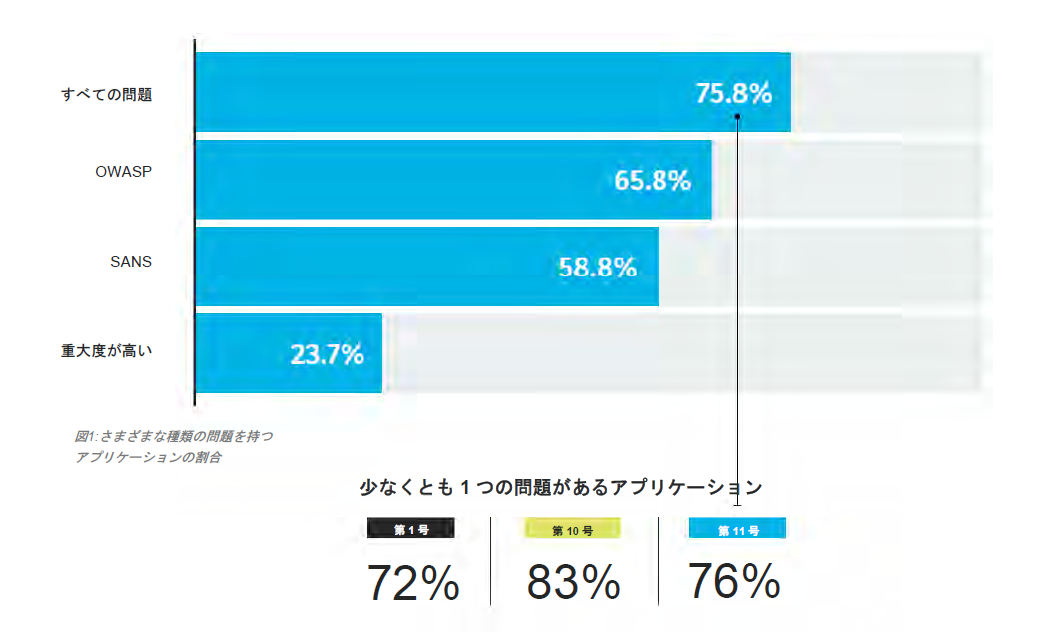 すべての問題
75.8%
OWASP
65.8%
SANS
58.8%
重大度が高い
23.7%
図1:さまざまな種類の問題を持つ
アプリケーションの割合
少なくとも 1 つの問題があるアプリケーション
第 1 号
第 10 号
第 11 号
72%
83%
76%